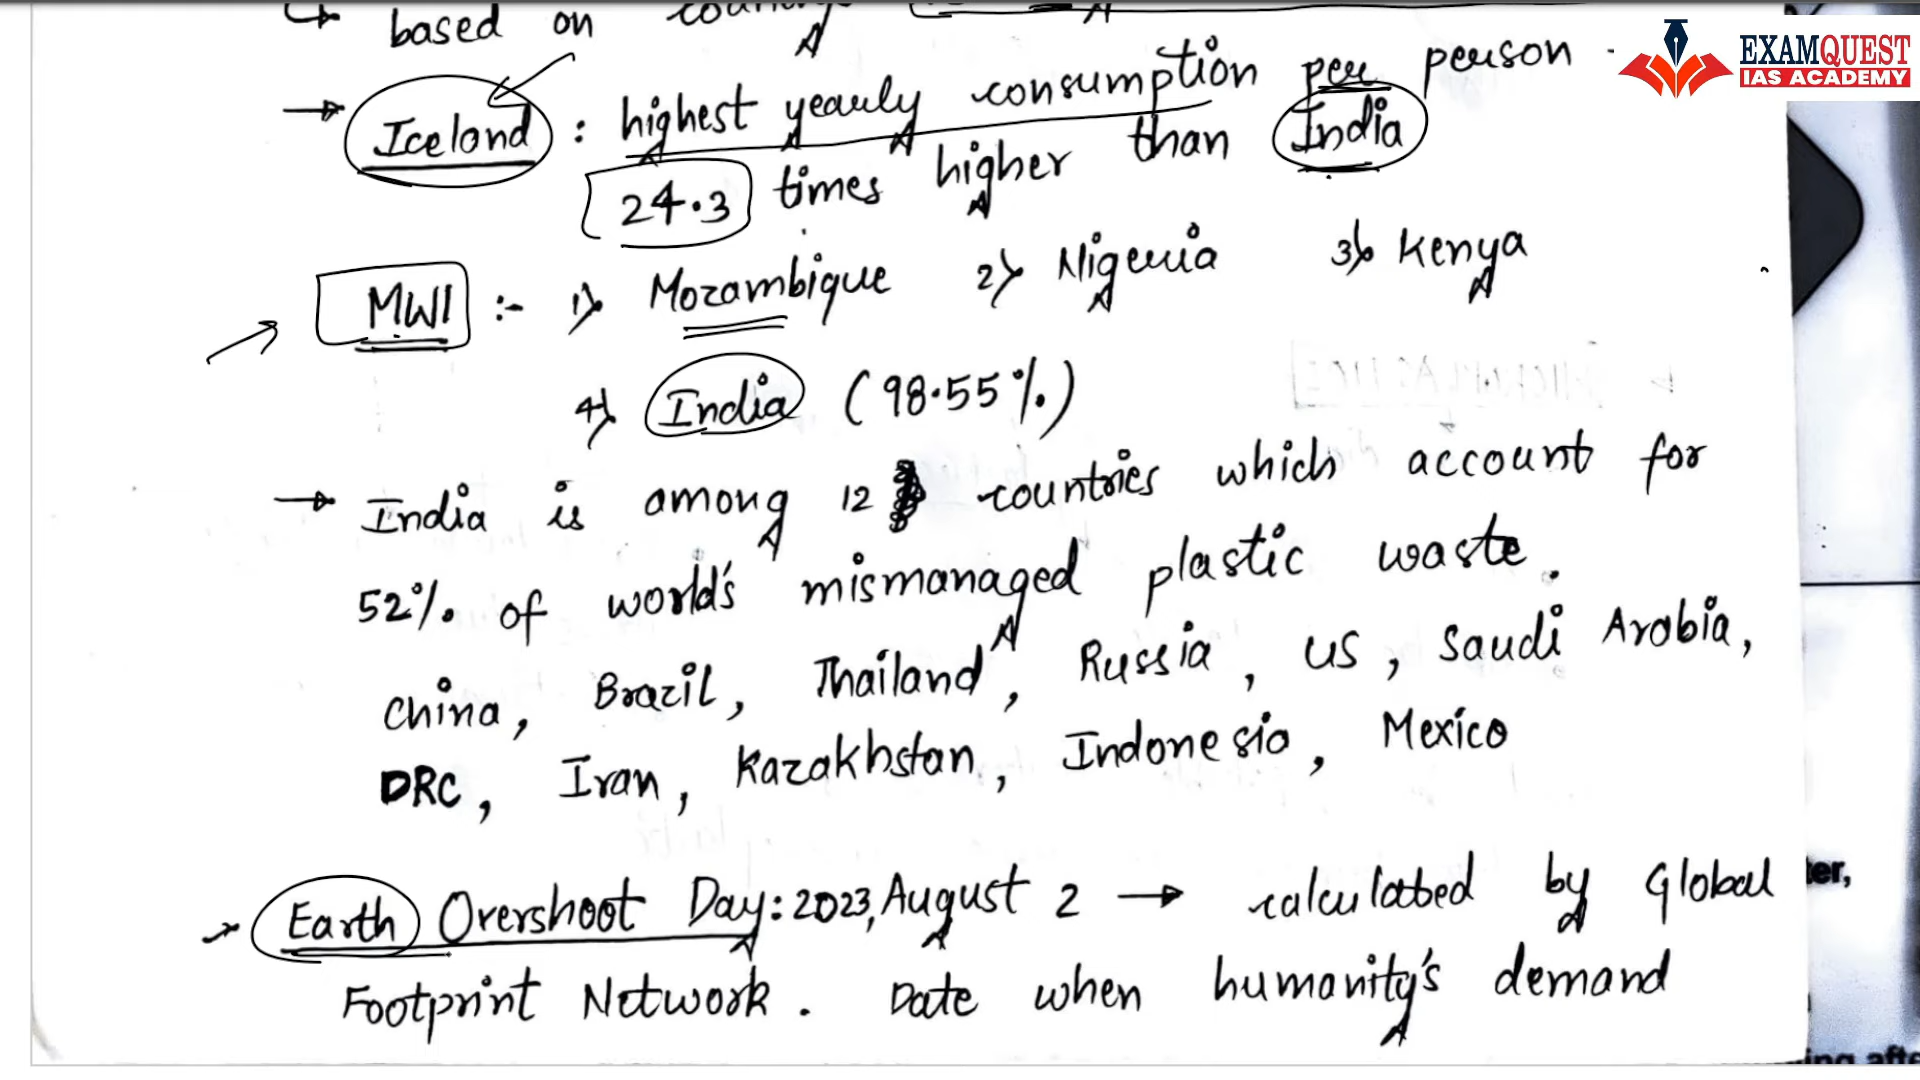 ↳ based on
→ Iceland : highest yearly consumption per person
24.3 times higher than India
MWI :- 1) Mozambique 2) Nigeria 3) Kenya
4) India (98.55%)
→ India is among 12 countries which account for
52% of world's mismanaged plastic waste.
China, Brazil, Thailand, Russia, US, Saudi Arabia,
DRC, Iran, Kazakhstan, Indonesia, Mexico
→ Earth Overshoot Day: 2023, August 2 → calculated by Global
Footprint Network. Date when humanity's demand
EXAMQUEST
IAS ACADEMY
ter,
ing afte